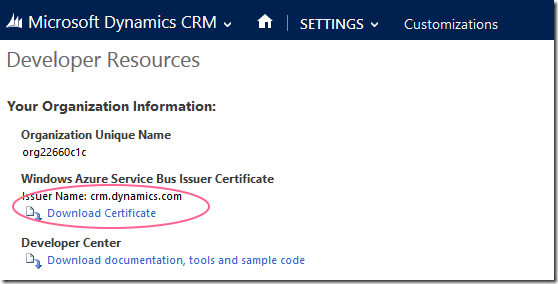 Microsoft Dynamics CRM SETTINGS Customizations
Developer Resources
Your Organization Information:
Organization Unique Name
org22660c1c
Windows Azure Service Bus Issuer Certificate
Issuer Name: crm.dynamics.com
Download Certificate
Developer Center
Download documentation, tools and sample code